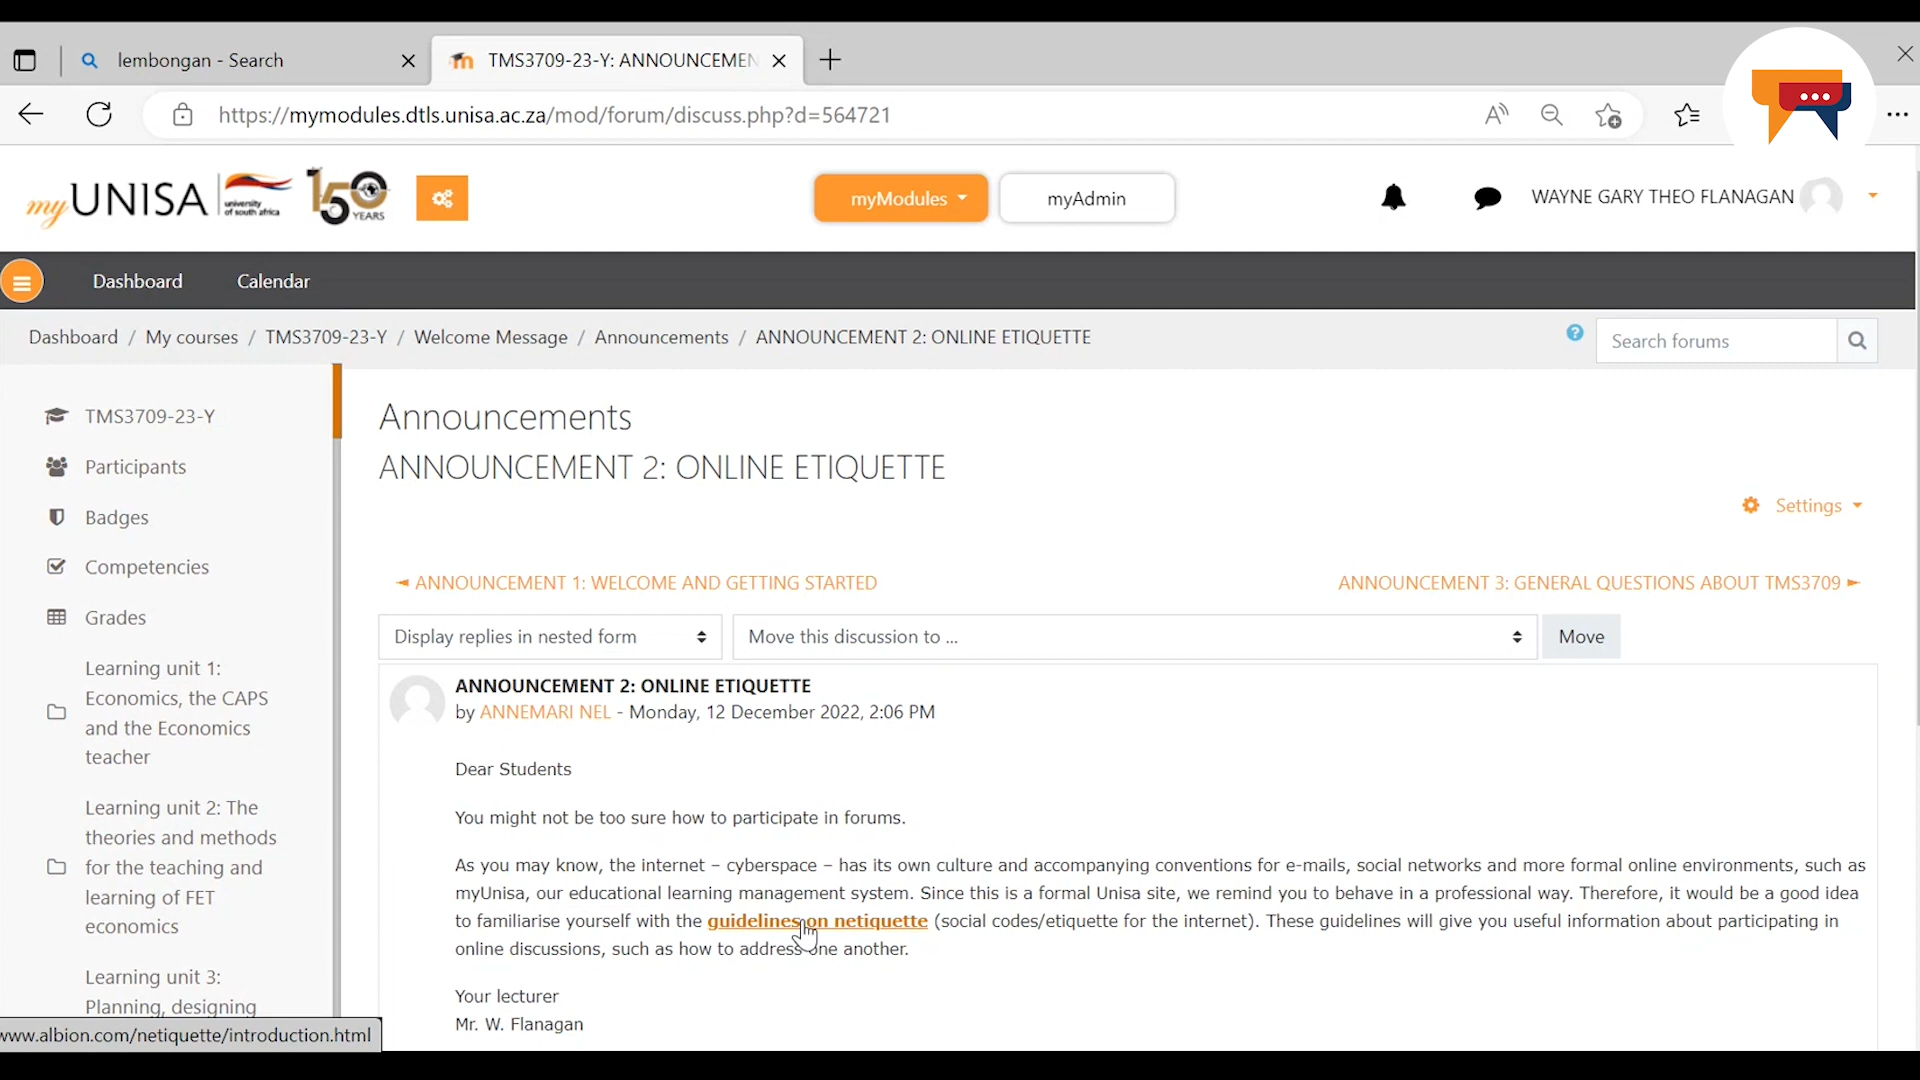 lembongan - Search
TMS3709-23-Y: ANNOUNCEMEN
https://mymodules.dtls.unisa.ac.za/mod/forum/discuss.php?d=564721
my UNISA university of south africa 150 YEARS
myModules
myAdmin
WAYNE GARY THEO FLANAGAN
Dashboard
Calendar
Dashboard / My courses / TMS3709-23-Y / Welcome Message / Announcements / ANNOUNCEMENT 2: ONLINE ETIQUETTE
Search forums
TMS3709-23-Y
Participants
Badges
Competencies
Grades
Learning unit 1:
Economics, the CAPS
and the Economics
teacher
Learning unit 2: The
theories and methods
for the teaching and
learning of FET
economics
Learning unit 3:
Planning, designing
www.albion.com/netiquette/introduction.html
Announcements
ANNOUNCEMENT 2: ONLINE ETIQUETTE
Settings
◄ ANNOUNCEMENT 1: WELCOME AND GETTING STARTED
ANNOUNCEMENT 3: GENERAL QUESTIONS ABOUT TMS3709 ►
Display replies in nested form
Move this discussion to ...
Move
ANNOUNCEMENT 2: ONLINE ETIQUETTE
by ANNEMARI NEL - Monday, 12 December 2022, 2:06 PM
Dear Students
You might not be too sure how to participate in forums.
As you may know, the internet – cyberspace – has its own culture and accompanying conventions for e-mails, social networks and more formal online environments, such as
myUnisa, our educational learning management system. Since this is a formal Unisa site, we remind you to behave in a professional way. Therefore, it would be a good idea
to familiarise yourself with the guidelines on netiquette (social codes/etiquette for the internet). These guidelines will give you useful information about participating in
online discussions, such as how to address one another.
Your lecturer
Mr. W. Flanagan